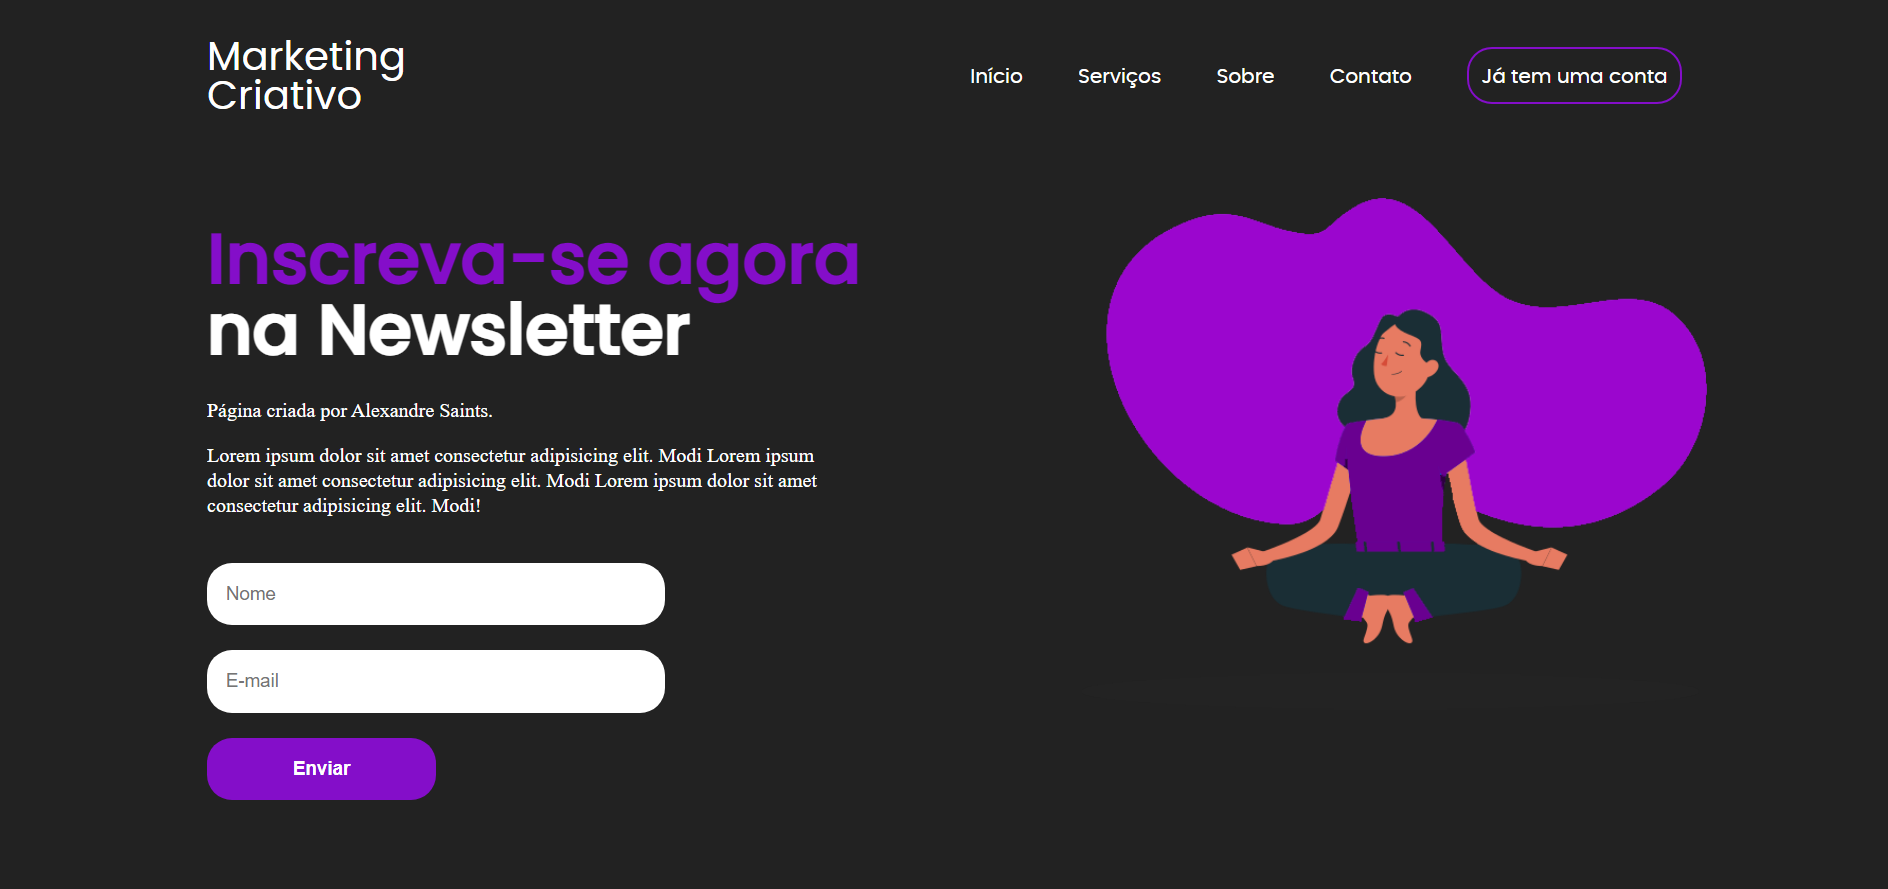 Marketing
Criativo
Início
Serviços
Sobre
Contato
Já tem uma conta
Inscreva-se agora
na Newsletter
Página criada por Alexandre Saints.
Lorem ipsum dolor sit amet consectetur adipisicing elit. Modi Lorem ipsum
dolor sit amet consectetur adipisicing elit. Modi Lorem ipsum dolor sit amet
consectetur adipisicing elit. Modi!
Nome
E-mail
Enviar